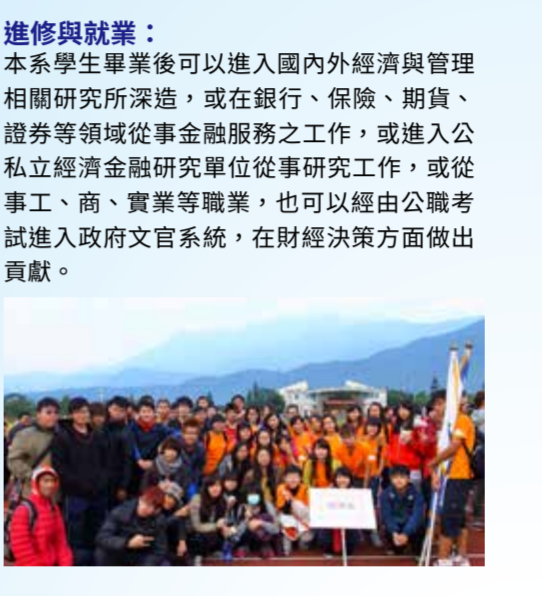 進修與就業：
本系學生畢業後可以進入國內外經濟與管理
相關研究所深造，或在銀行、保險、期貨、
證券等領域從事金融服務之工作，或進入公
私立經濟金融研究單位從事研究工作，或從
事工、商、實業等職業，也可以經由公職考
試進入政府文官系統，在財經決策方面做出
貢獻。